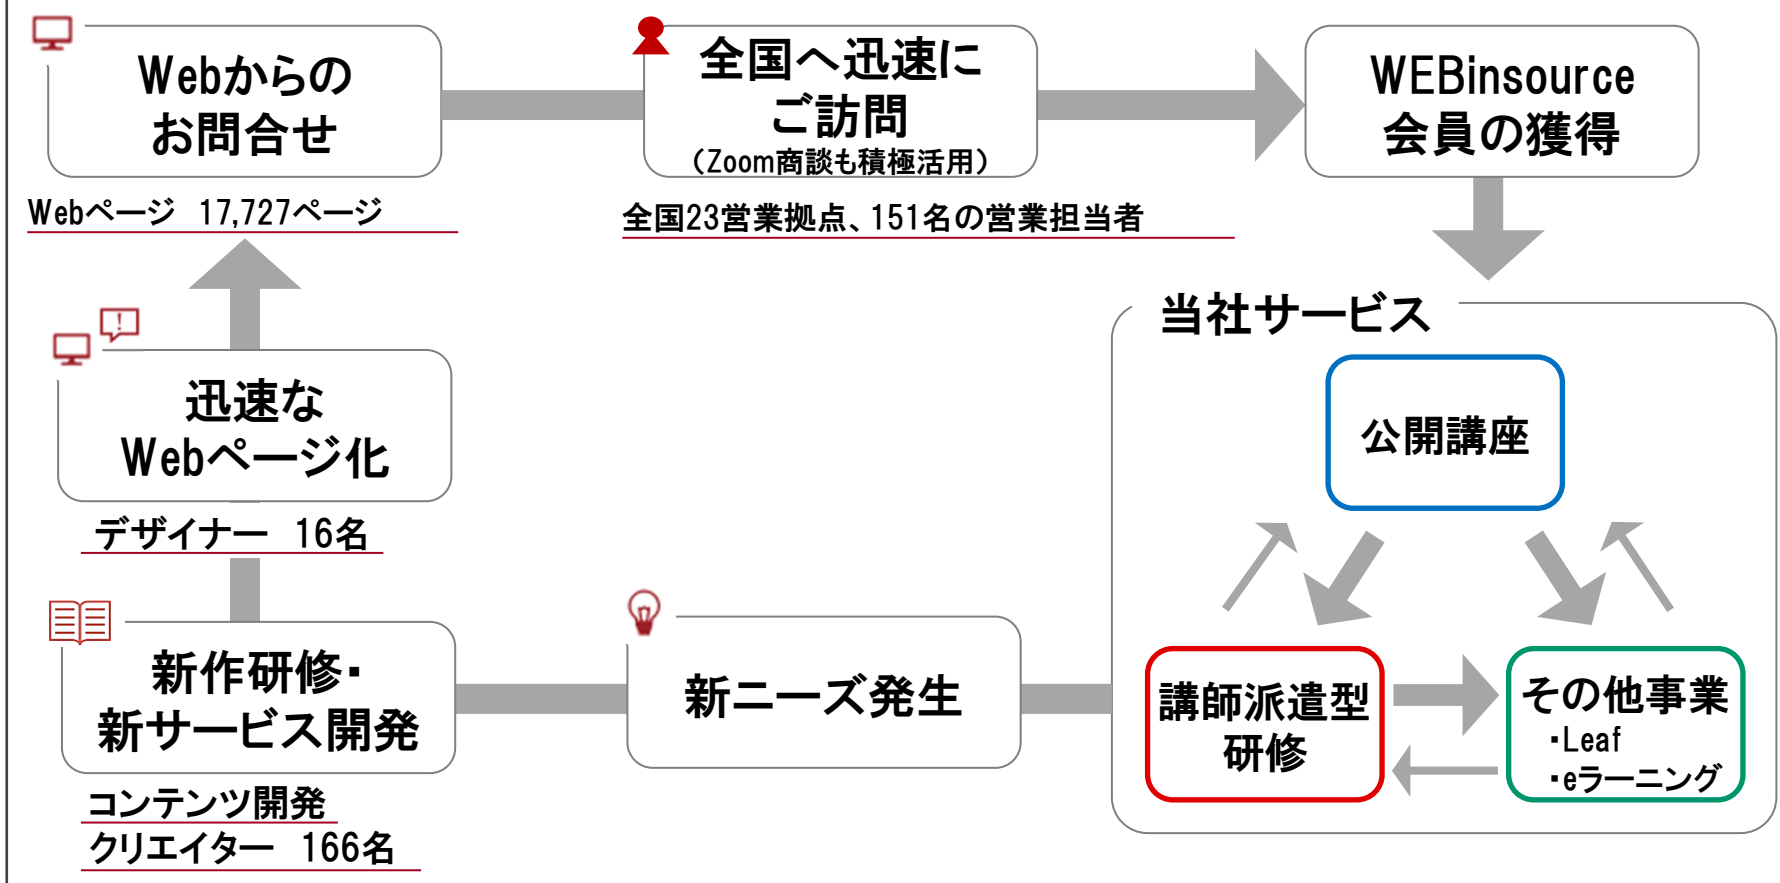 Webからの
お問合せ
Webページ　17,727ページ
全国へ迅速に
ご訪問
（Zoom商談も積極活用）
全国23営業拠点、151名の営業担当者
WEBinsource
会員の獲得
当社サービス
公開講座
講師派遣型
研修
その他事業
・Leaf
・eラーニング
新ニーズ発生
新作研修・
新サービス開発
コンテンツ開発
クリエイター　166名
迅速な
Webページ化
デザイナー　16名